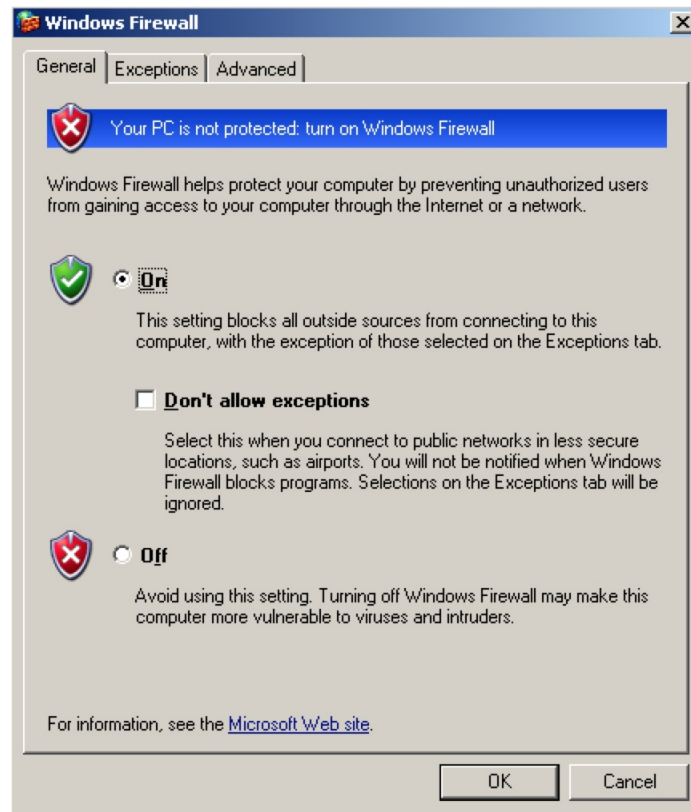 Windows Firewall
General Exceptions Advanced
Your PC is not protected: turn on Windows Firewall
Windows Firewall helps protect your computer by preventing unauthorized users
from gaining access to your computer through the Internet or a network.
On
This setting blocks all outside sources from connecting to this
computer, with the exception of those selected on the Exceptions tab.
Don't allow exceptions
Select this when you connect to public networks in less secure
locations, such as airports. You will not be notified when Windows
Firewall blocks programs. Selections on the Exceptions tab will be
ignored.
Off
Avoid using this setting. Turning off Windows Firewall may make this
computer more vulnerable to viruses and intruders.
For information, see the Microsoft Web site.
OK Cancel